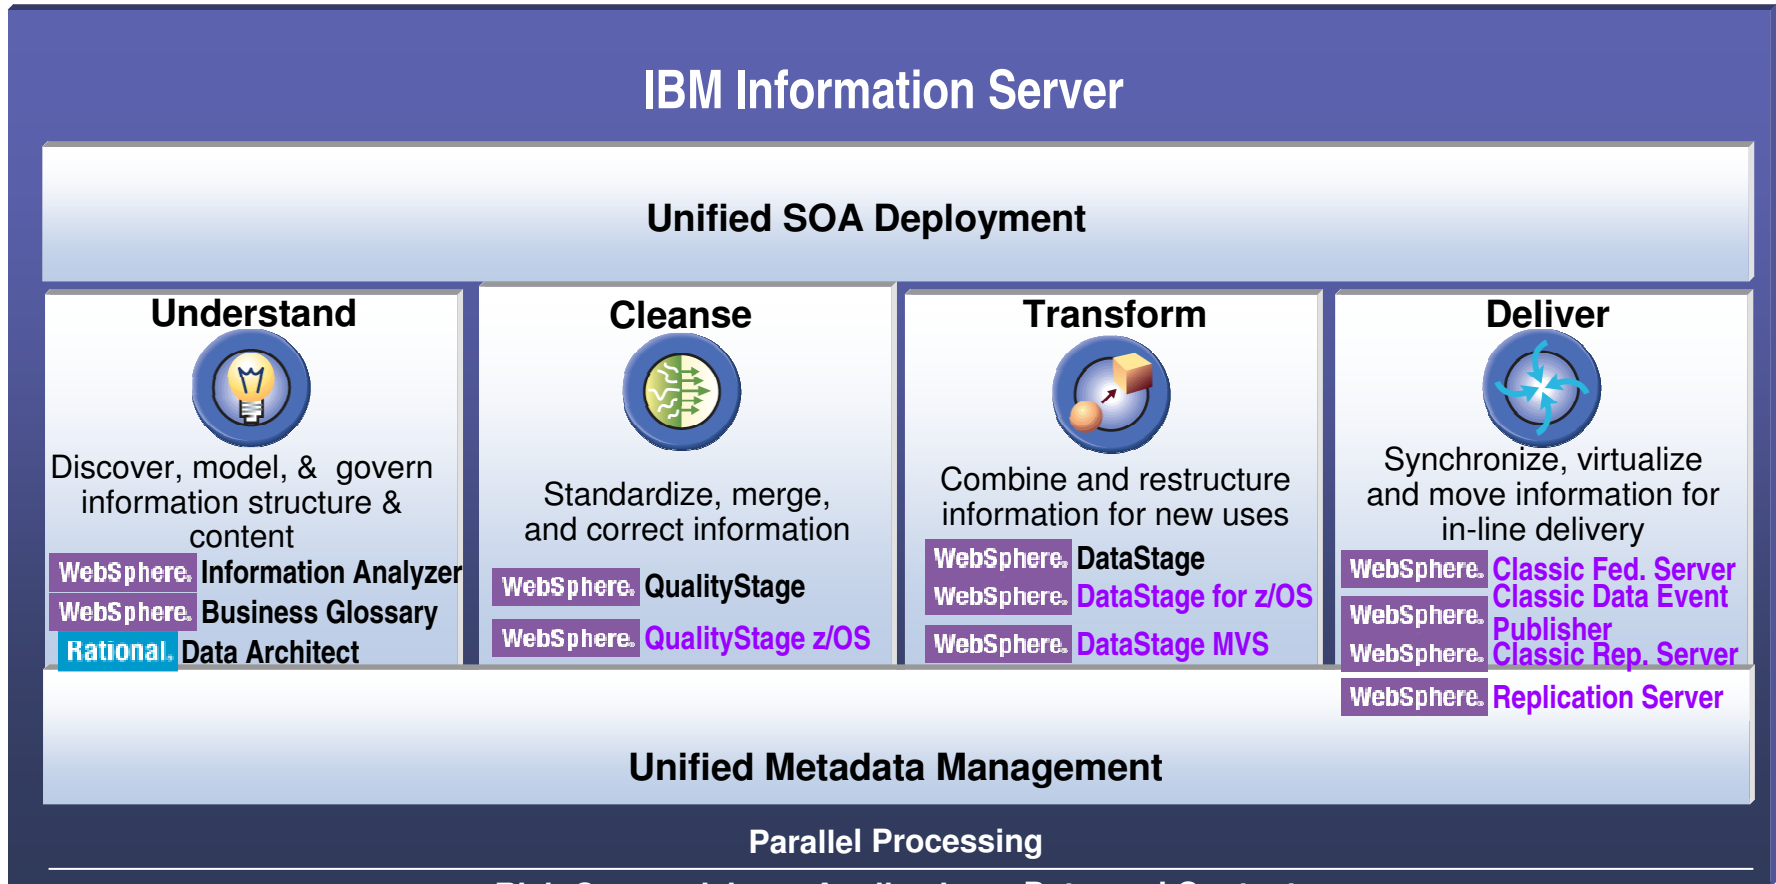 IBM Information Server
Unified SOA Deployment
Understand
Discover, model, & govern
information structure &
content
WebSphere. Information Analyzer
WebSphere. Business Glossary
Rational. Data Architect
Cleanse
Standardize, merge,
and correct information
WebSphere. QualityStage
WebSphere. QualityStage z/OS
Transform
Combine and restructure
information for new uses
WebSphere. DataStage
WebSphere. DataStage for z/OS
WebSphere. DataStage MVS
Deliver
Synchronize, virtualize
and move information for
in-line delivery
WebSphere. Classic Fed. Server
WebSphere. Classic Data Event
Publisher
WebSphere. Classic Rep. Server
WebSphere. Replication Server
Unified Metadata Management
Parallel Processing